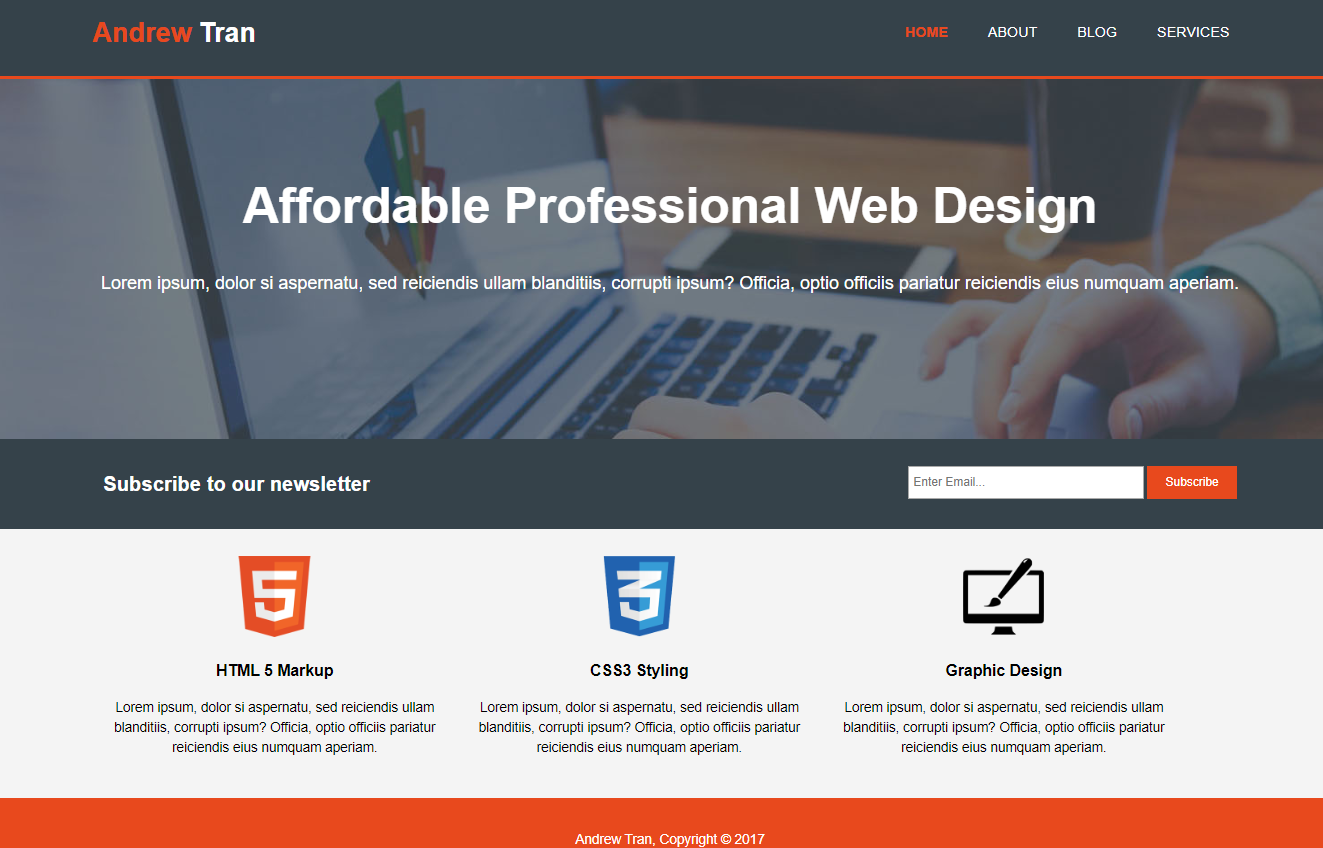 Andrew Tran
HOME ABOUT BLOG SERVICES
Affordable Professional Web Design
Lorem ipsum, dolor si aspernatu, sed reiciendis ullam blanditiis, corrupti ipsum? Officia, optio officiis pariatur reiciendis eius numquam aperiam.
Subscribe to our newsletter
Enter Email...
Subscribe
5
3
HTML 5 Markup
Lorem ipsum, dolor si aspernatu, sed reiciendis ullam
blanditiis, corrupti ipsum? Officia, optio officiis pariatur
reiciendis eius numquam aperiam.
CSS3 Styling
Lorem ipsum, dolor si aspernatu, sed reiciendis ullam
blanditiis, corrupti ipsum? Officia, optio officiis pariatur
reiciendis eius numquam aperiam.
Graphic Design
Lorem ipsum, dolor si aspernatu, sed reiciendis ullam
blanditiis, corrupti ipsum? Officia, optio officiis pariatur
reiciendis eius numquam aperiam.
Andrew Tran, Copyright © 2017